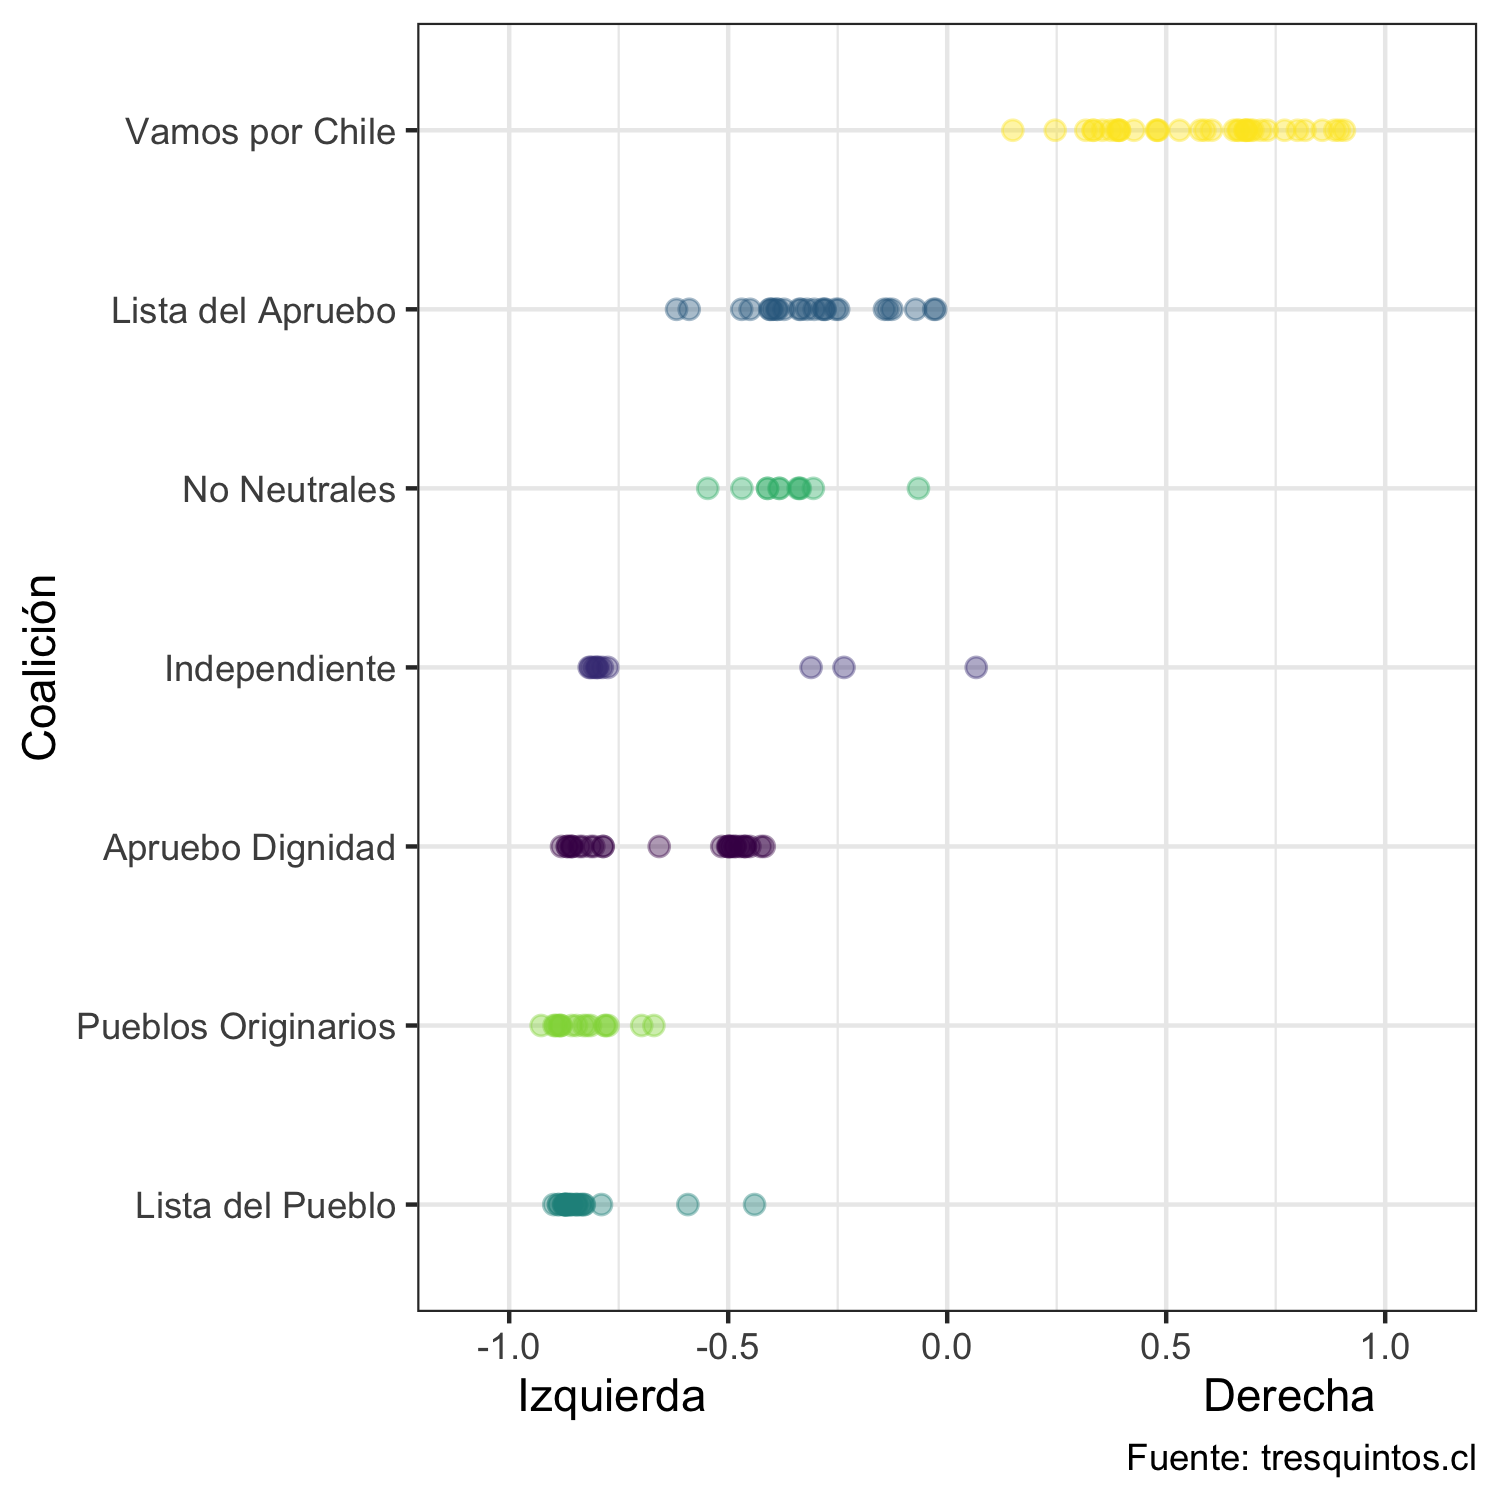 Vamos por Chile
Lista del Apruebo
No Neutrales
Independiente
Apruebo Dignidad
Pueblos Originarios
Lista del Pueblo
Coalición
-1.0 -0.5 0.0 0.5 1.0
Izquierda Derecha
Fuente: tresquintos.cl